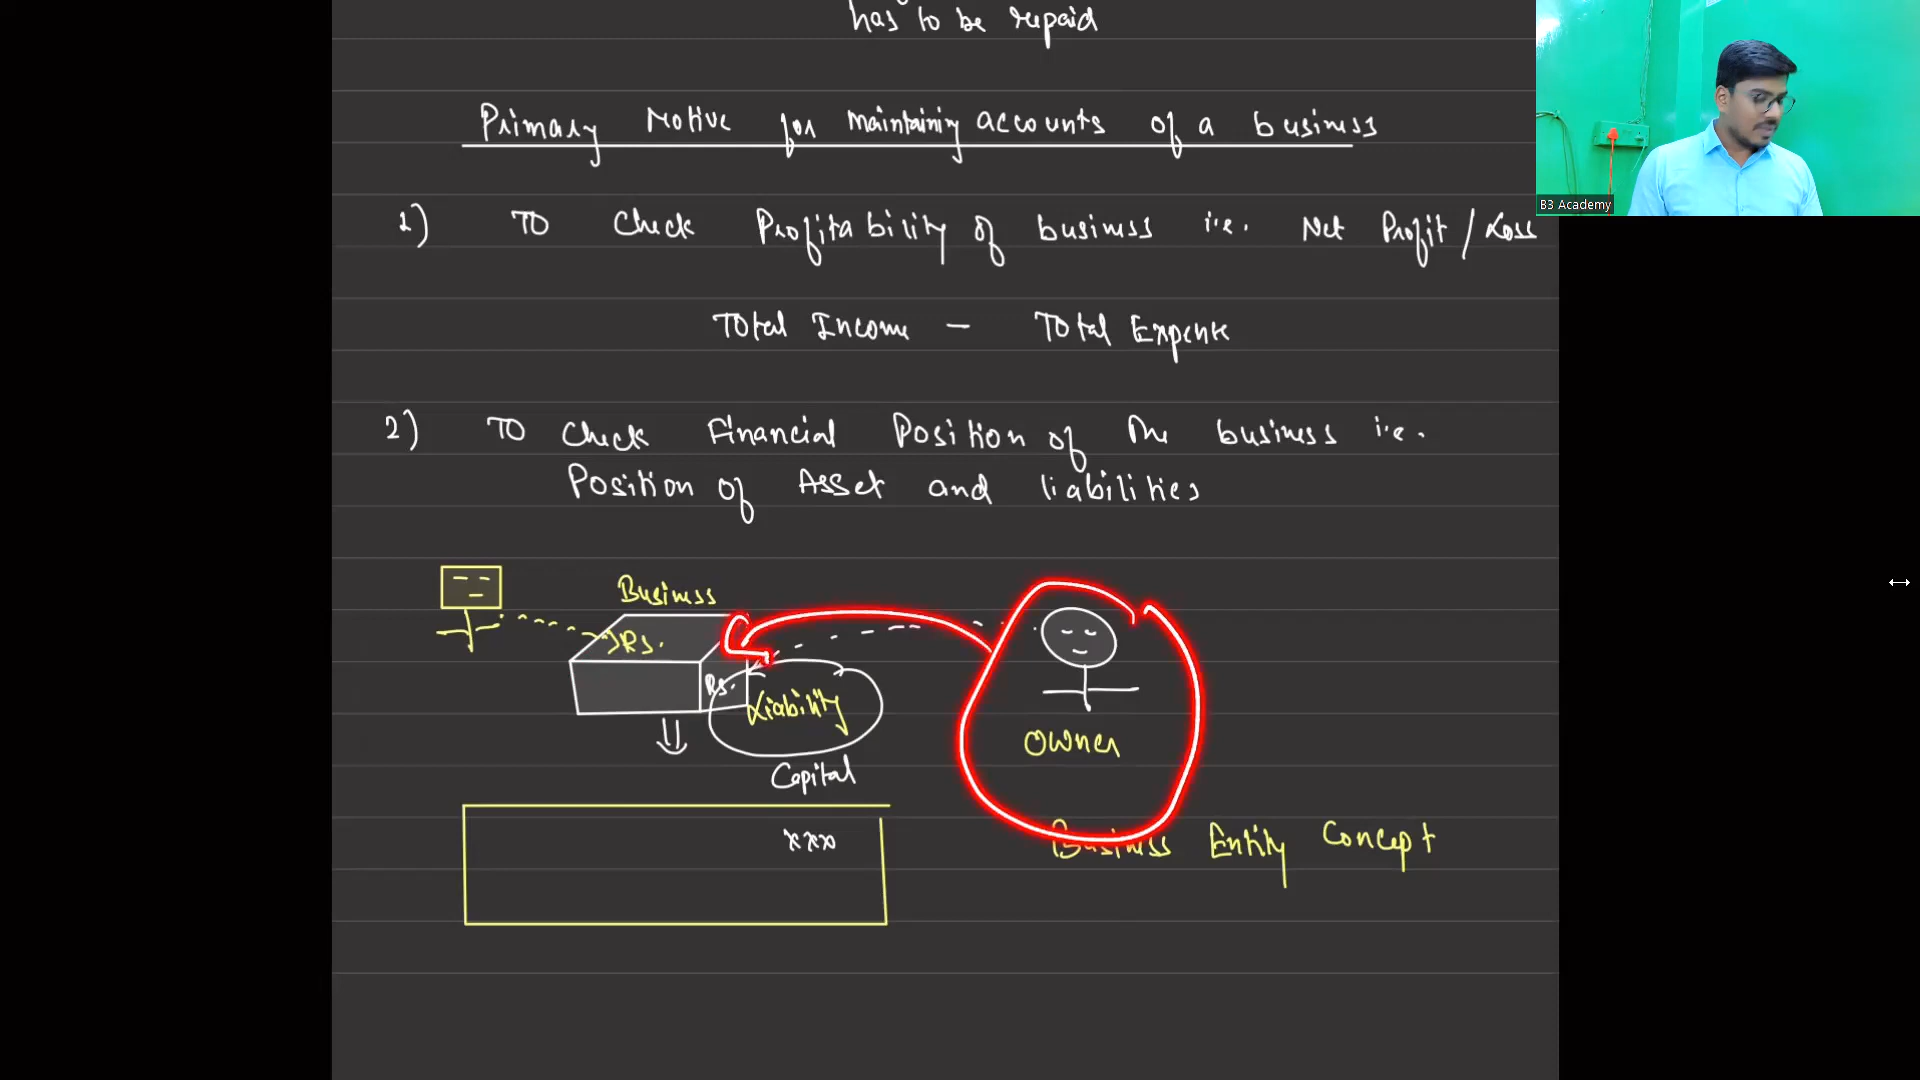 has to be repaid
Primary Motive for Maintaining accounts of a business
B3 Academy
1) To Check Profitability of business i.e. Net Profit / Loss
Total Income - Total Expense
2) To Check Financial Position of the business i.e.
Position of Asset and liabilities
Business
Rs.
Rs.
Liability
Owner
Capital
xxx
Business Entity Concept